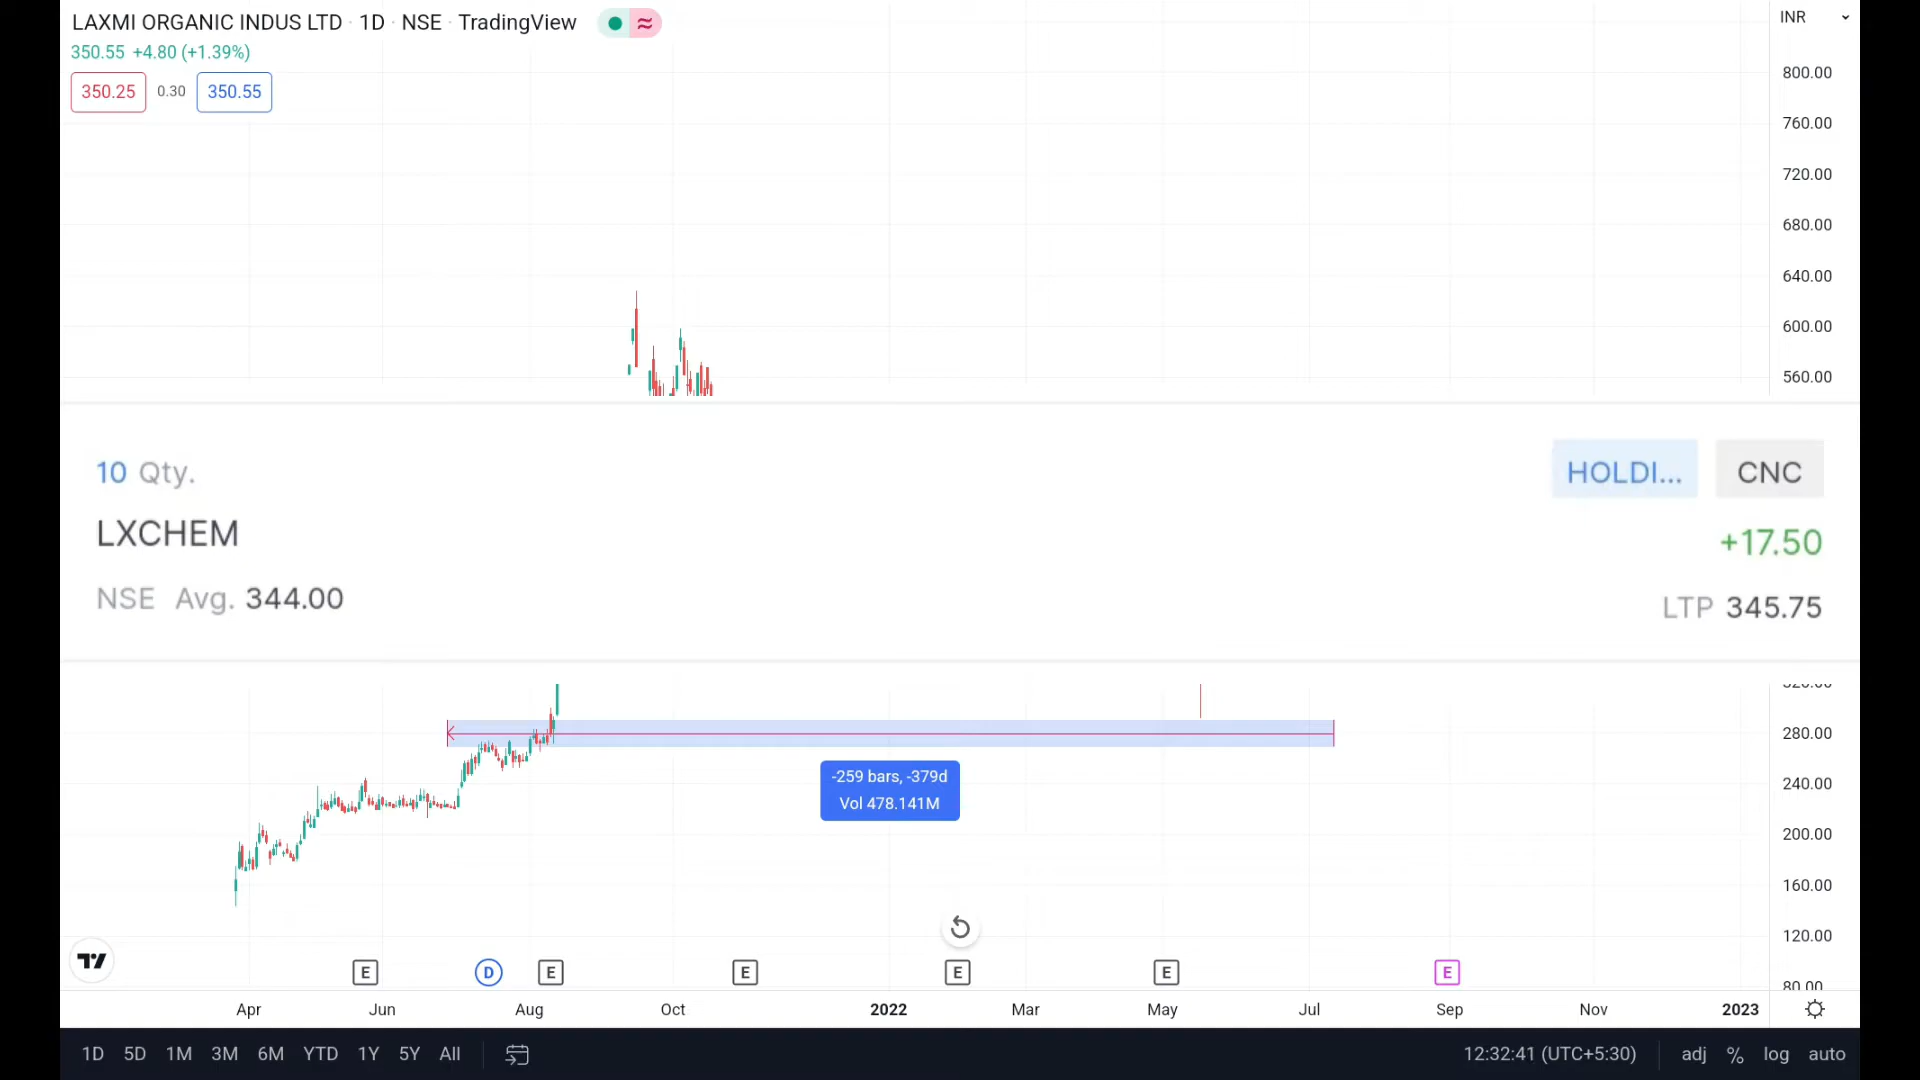 LAXMI ORGANIC INDUS LTD · 1D · NSE · TradingView
INR
350.55 +4.80 (+1.39%)
350.25 0.30 350.55
800.00
760.00
720.00
680.00
640.00
600.00
560.00
10 Qty.
HOLDI... CNC
LXCHEM
+17.50
NSE Avg. 344.00
LTP 345.75
320.00
280.00
-259 bars, -379d
Vol 478.141M
240.00
200.00
160.00
120.00
80.00
E D E E E E E
Apr Jun Aug Oct 2022 Mar May Jul Sep Nov 2023
1D 5D 1M 3M 6M YTD 1Y 5Y All
12:32:41 (UTC+5:30) adj % log auto